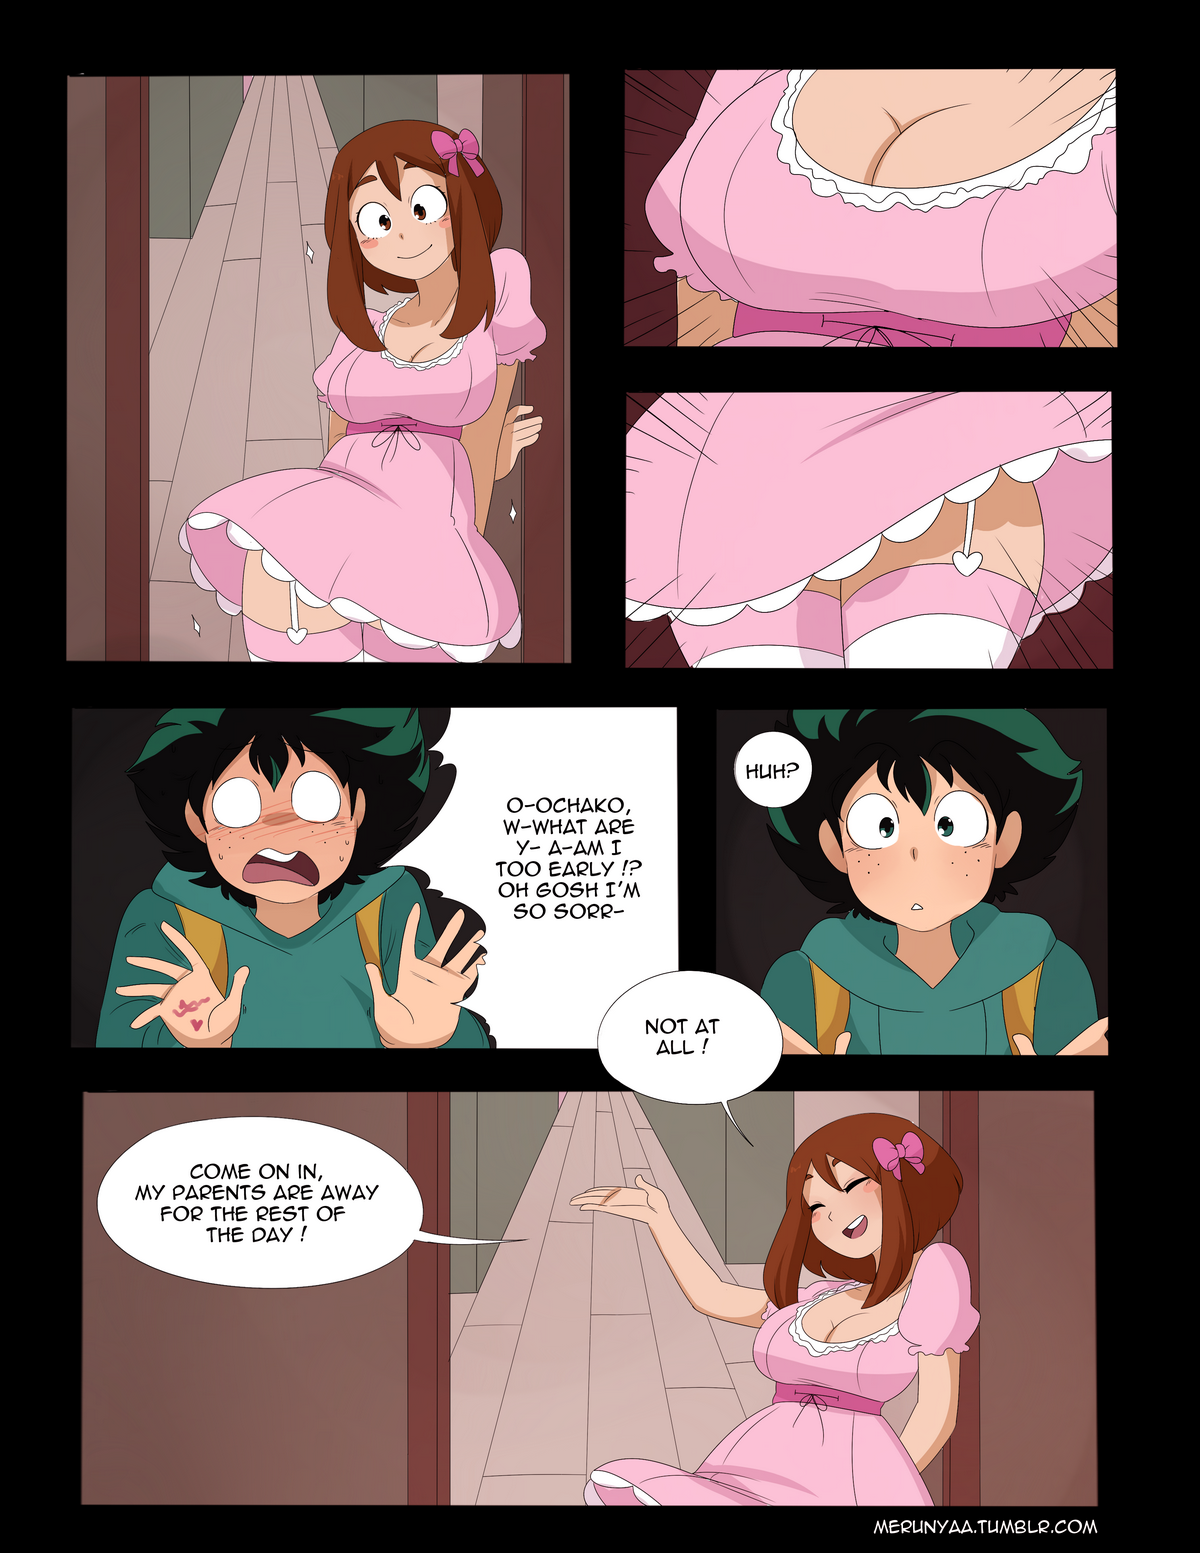 O-OCHAKO,
W-WHAT ARE
Y- A-AM I
TOO EARLY !?
OH GOSH I'M
SO SORR-
HUH?
NOT AT
ALL !
COME ON IN,
MY PARENTS ARE AWAY
FOR THE REST OF
THE DAY !
MERUNYAA.TUMBLR.COM